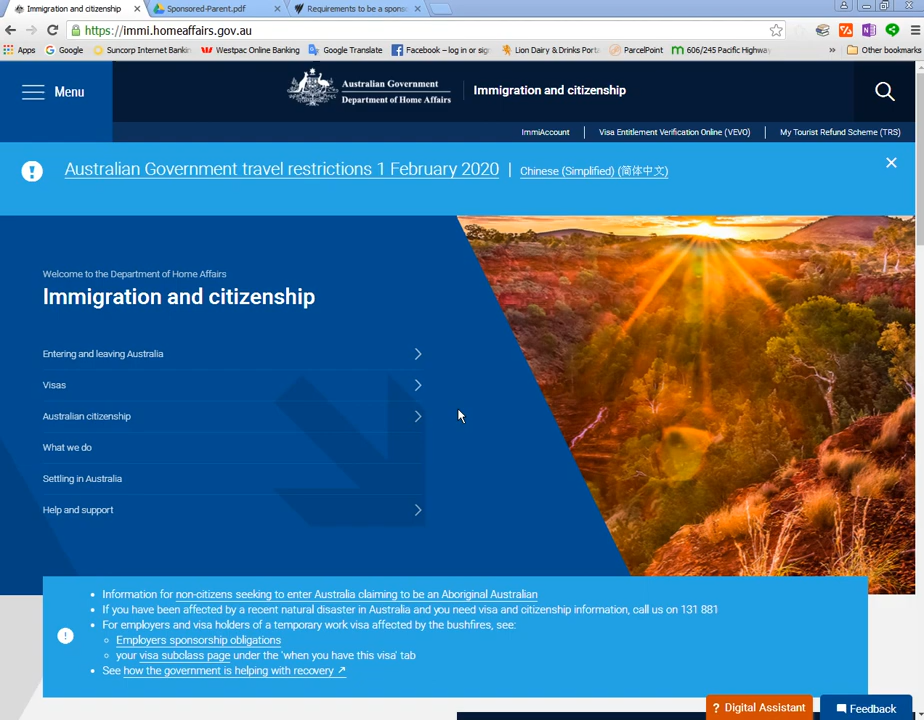 Immigration and citizenship
Sponsored-Parent.pdf
Requirements to be a spons
https://immi.homeaffairs.gov.au
Apps
Google
Suncorp Internet Bankin
Westpac Online Banking
Google Translate
Facebook – log in or sign
Lion Dairy & Drinks Porta
ParcelPoint
606/245 Pacific Highway
»
Other bookmarks
Menu
Australian Government
Department of Home Affairs
Immigration and citizenship
ImmiAccount
Visa Entitlement Verification Online (VEVO)
My Tourist Refund Scheme (TRS)
Australian Government travel restrictions 1 February 2020 | Chinese (Simplified) (简体中文)
Welcome to the Department of Home Affairs
Immigration and citizenship
Entering and leaving Australia
Visas
Australian citizenship
What we do
Settling in Australia
Help and support
• Information for non-citizens seeking to enter Australia claiming to be an Aboriginal Australian
• If you have been affected by a recent natural disaster in Australia and you need visa and citizenship information, call us on 131 881
• For employers and visa holders of a temporary work visa affected by the bushfires, see:
Employers sponsorship obligations
your visa subclass page under the 'when you have this visa' tab
• See how the government is helping with recovery ↗
? Digital Assistant
Feedback